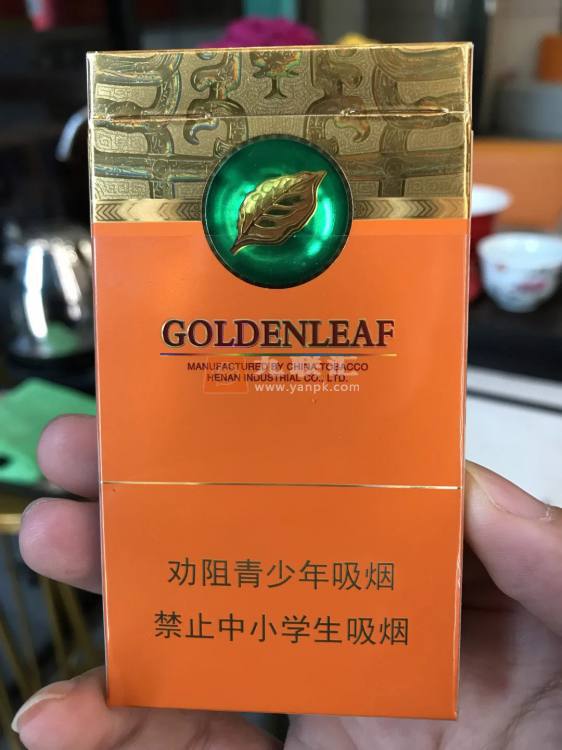 GOLDENLEAF
MANUFACTURED BY CHINA TOBACCO
HENAN INDUSTRIAL CO., LTD.
www.yanpk.com
劝阻青少年吸烟
禁止中小学生吸烟